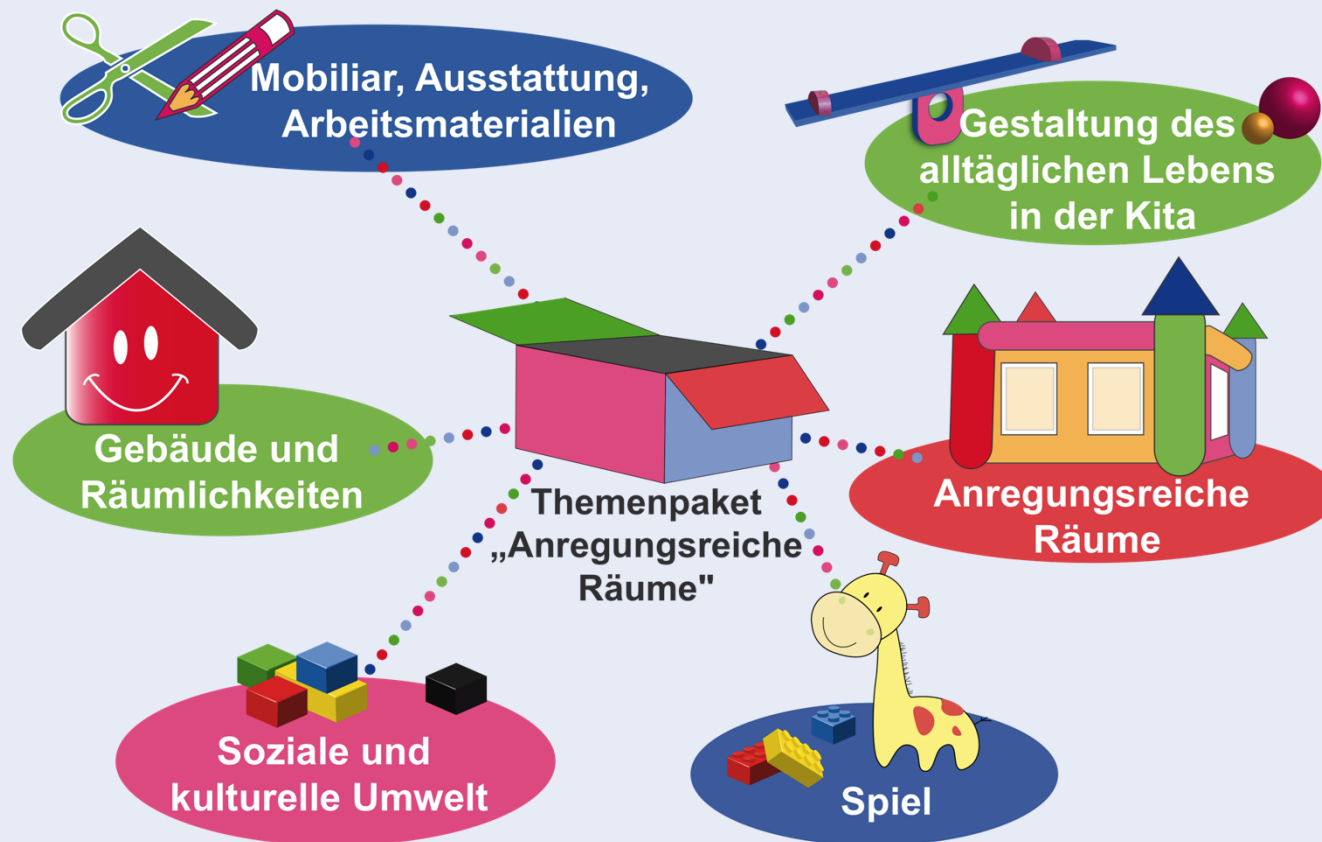 Mobiliar, Ausstattung,
Arbeitsmaterialien
Gestaltung des
alltäglichen Lebens
in der Kita
Gebäude und
Räumlichkeiten
Themenpaket
„Anregungsreiche
Räume"
Anregungsreiche
Räume
Soziale und
kulturelle Umwelt
Spiel